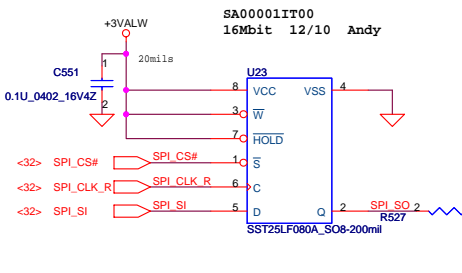 SA00001IT00
16Mbit 12/10 Andy
+3VALW
20mils
1
C551
0.1U_0402_16V4Z
2
U23
8 VCC VSS 4
3 W
7 HOLD
<32> SPI_CS# SPI_CS# 1 S
<32> SPI_CLK_R SPI_CLK_R 6 C
<32> SPI_SI SPI_SI 5 D Q 2 SPI_SO 2
R527
SST25LF080A_SO8-200mil